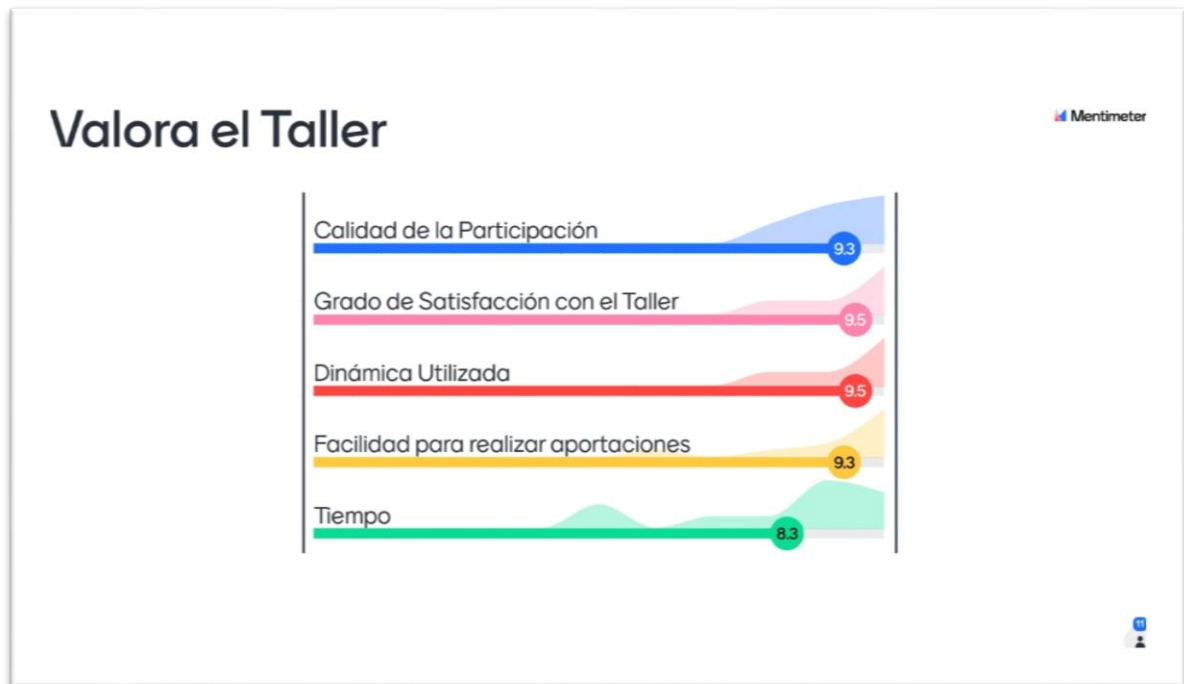 Valora el Taller
Mentimeter
Calidad de la Participación
9.3
Grado de Satisfacción con el Taller
9.5
Dinámica Utilizada
9.5
Facilidad para realizar aportaciones
9.3
Tiempo
8.3
11